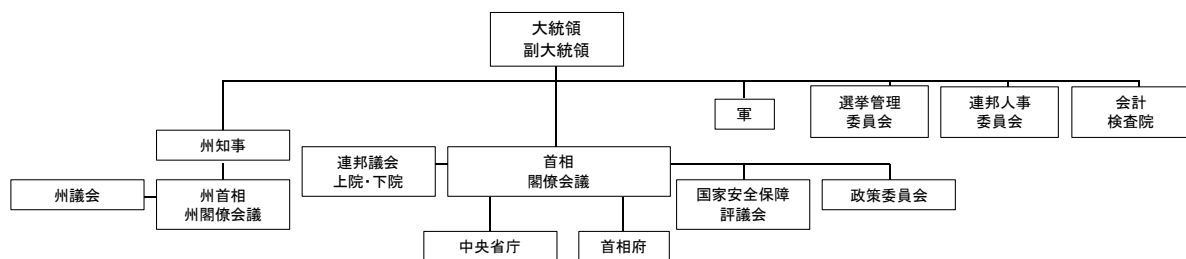 大統領
副大統領
軍
選挙管理
委員会
連邦人事
委員会
会計
検査院
州知事
連邦議会
上院・下院
首相
閣僚会議
州議会
州首相
州閣僚会議
国家安全保障
評議会
政策委員会
中央省庁
首相府